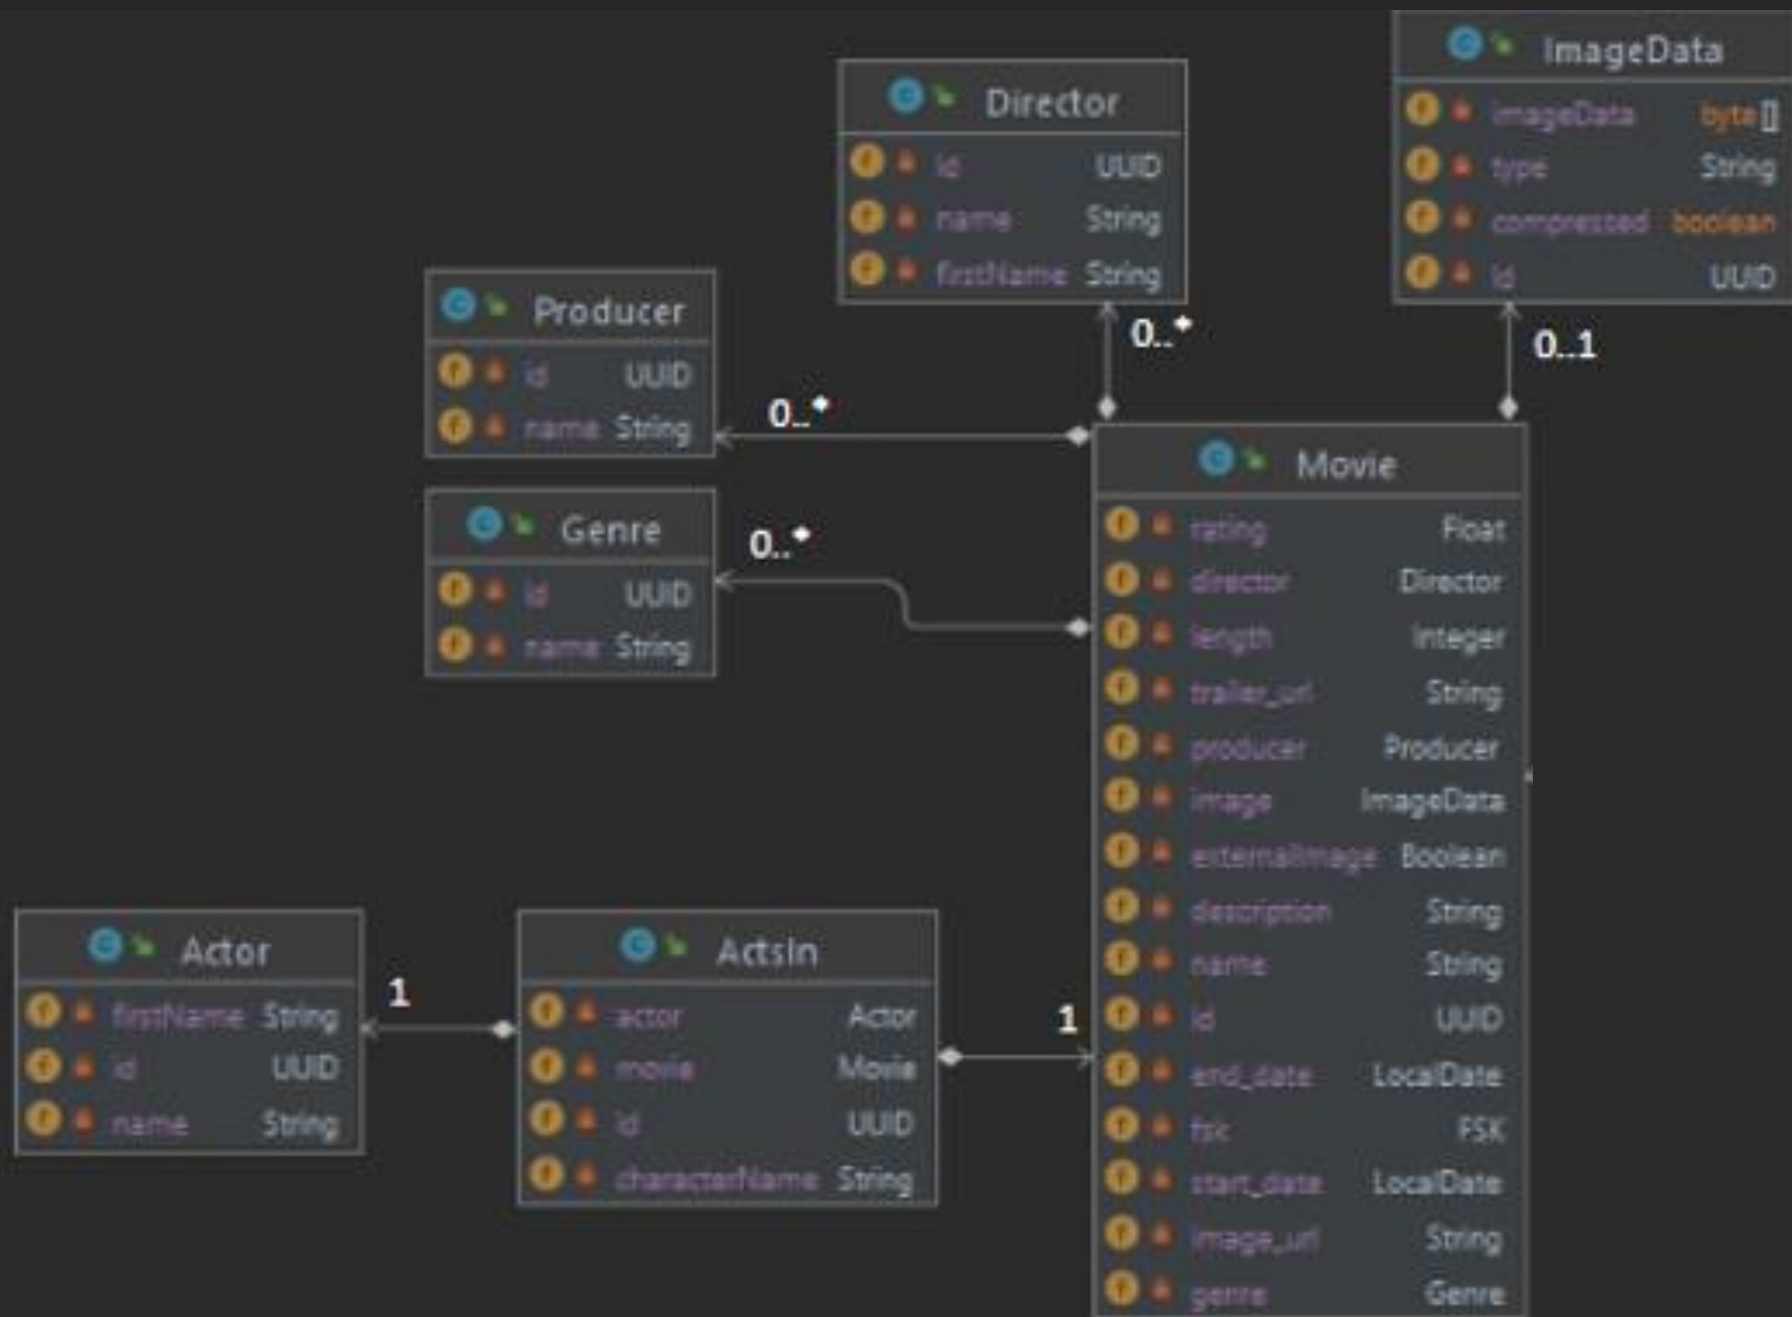 ImageData
imageData byte[]
type String
compressed boolean
id UUID
Director
id UUID
name String
firstName String
0..*
0..1
Producer
id UUID
name String
0..*
Genre
id UUID
name String
0..*
Movie
rating Float
director Director
length Integer
trailer_url String
producer Producer
image ImageData
externalImage Boolean
description String
name String
id UUID
end_date LocalDate
fsk FSK
start_date LocalDate
image_url String
genre Genre
Actor
firstName String
id UUID
name String
1
ActsIn
actor Actor
movie Movie
id UUID
characterName String
1